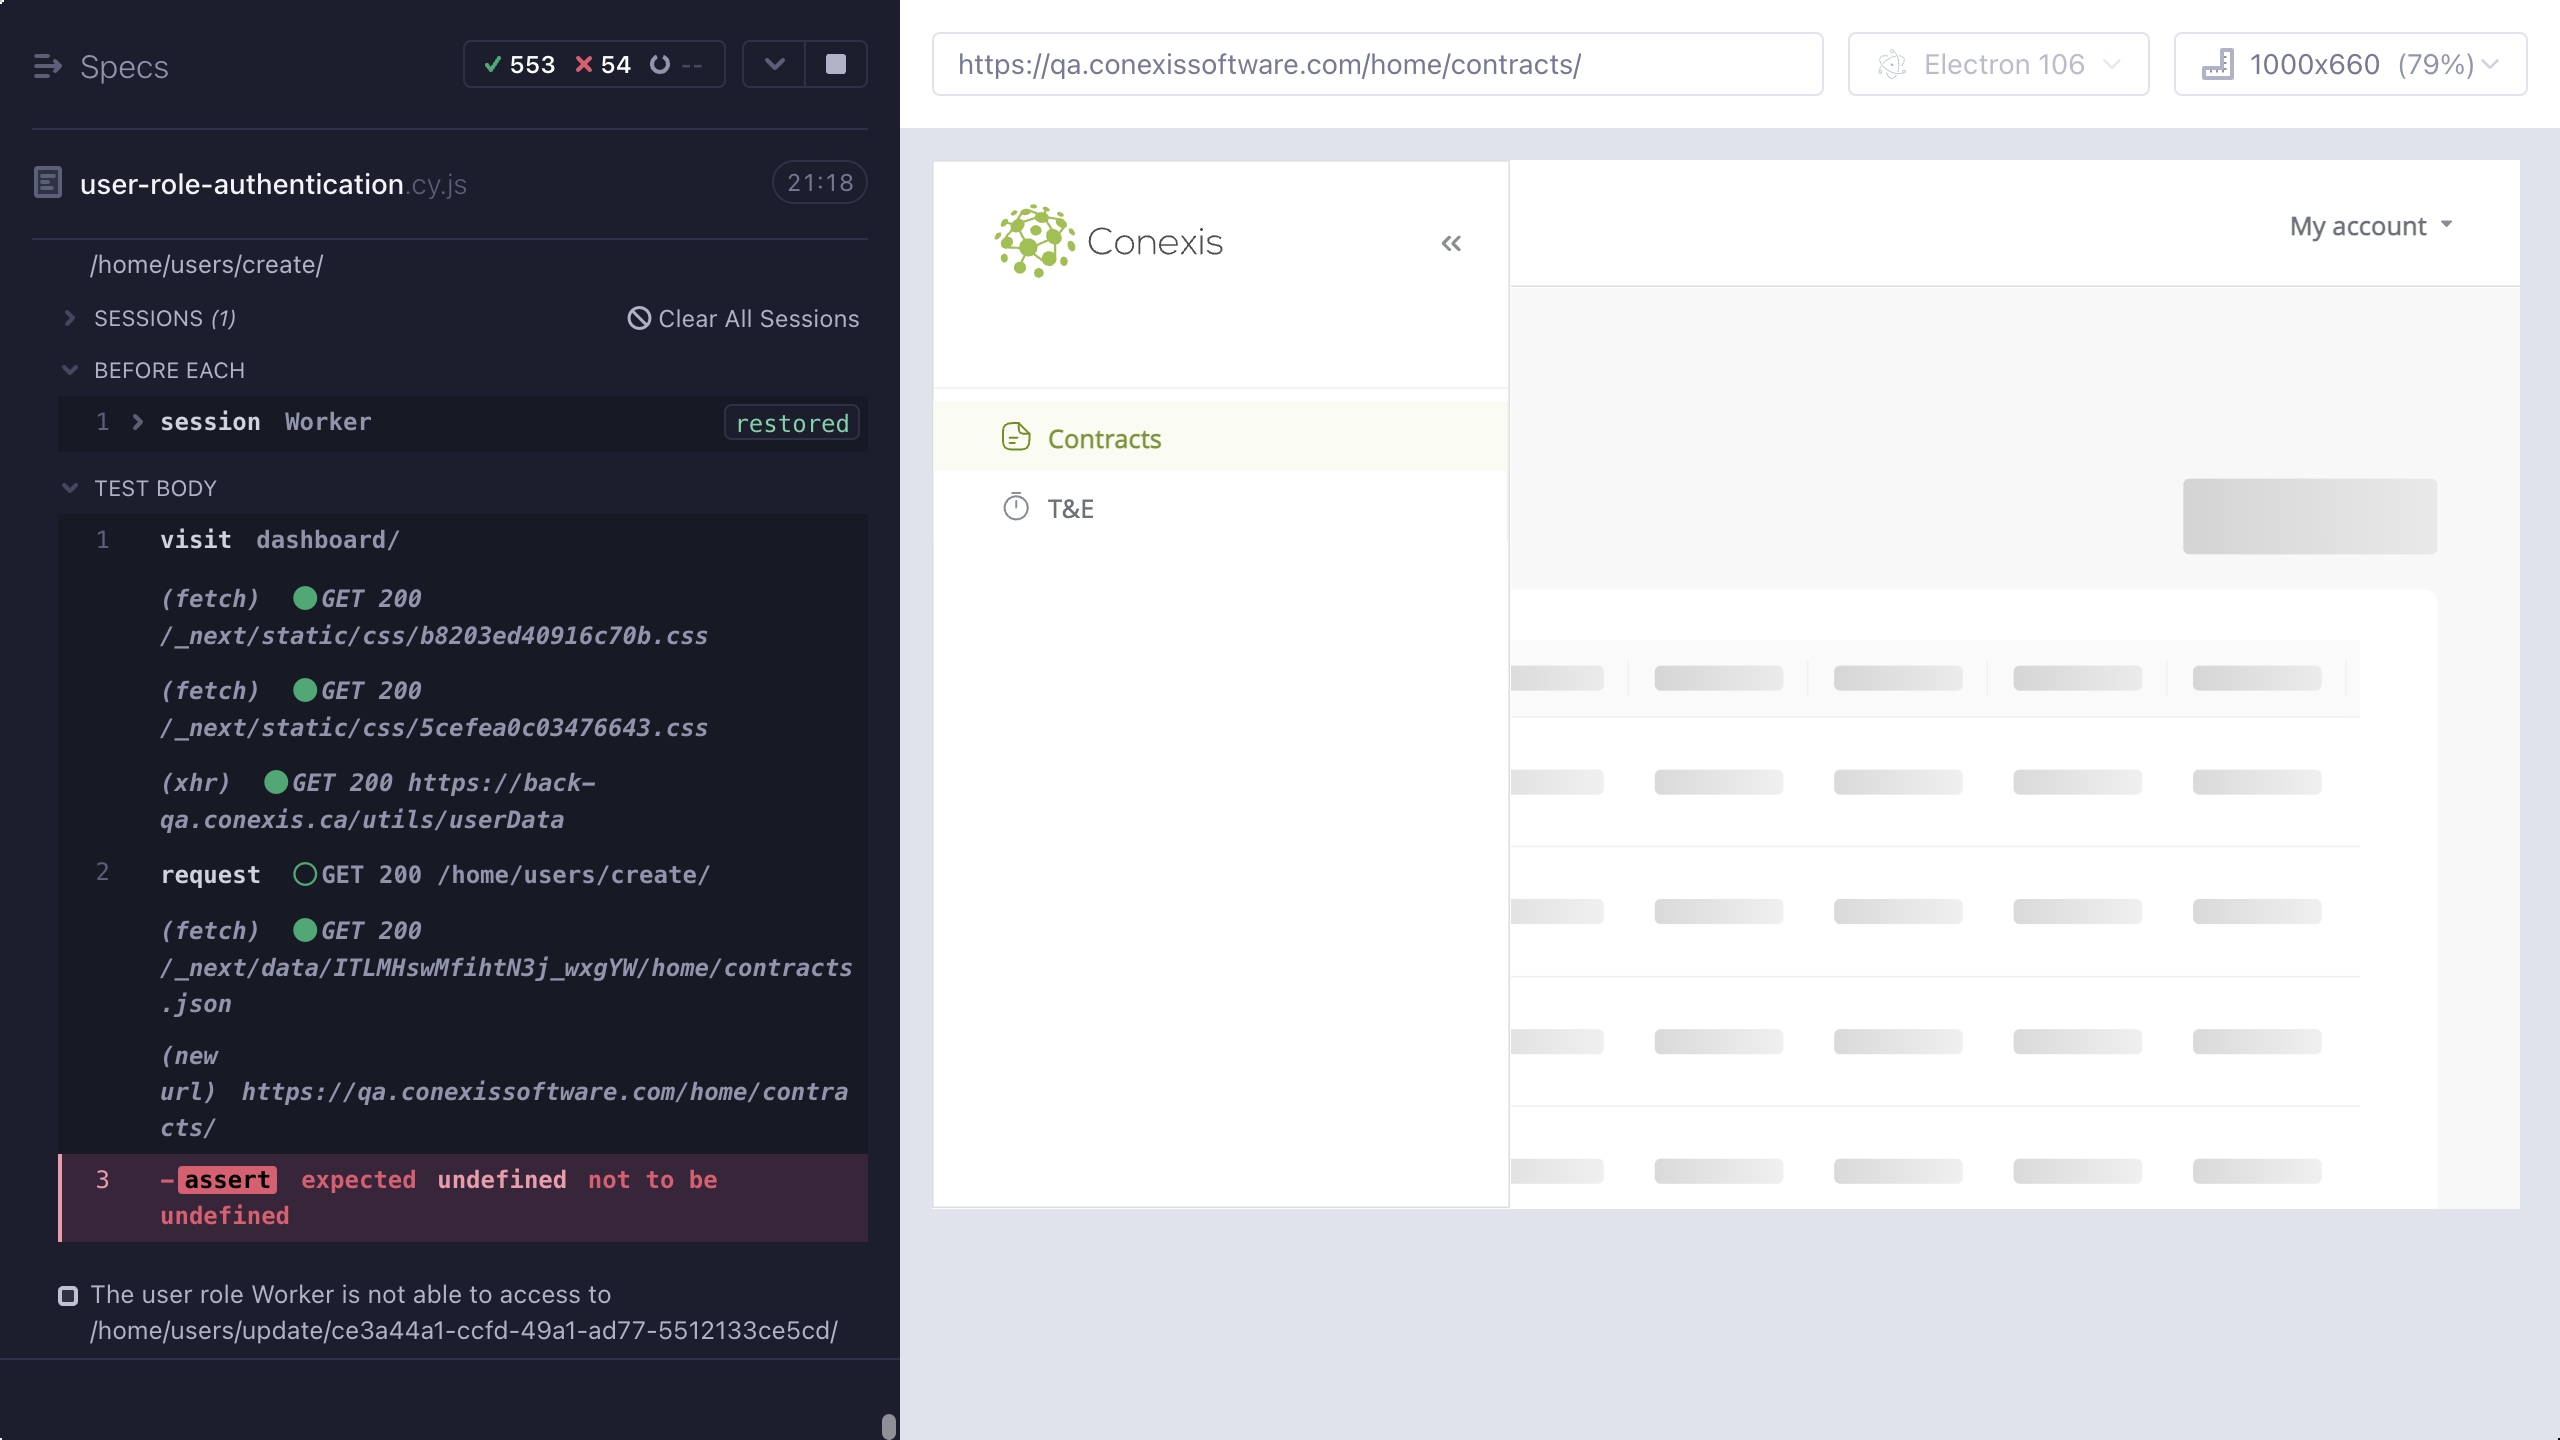 Specs
553 54 --
user-role-authentication.cy.js
21:18
/home/users/create/
SESSIONS (1)
Clear All Sessions
BEFORE EACH
1 session Worker restored
TEST BODY
1 visit dashboard/
(fetch) GET 200
/_next/static/css/b8203ed40916c70b.css
(fetch) GET 200
/_next/static/css/5cefea0c03476643.css
(xhr) GET 200 https://back-
qa.conexis.ca/utils/userData
2 request GET 200 /home/users/create/
(fetch) GET 200
/_next/data/ITLMHswMfihtN3j_wxgYW/home/contracts
.json
(new
url) https://qa.conexissoftware.com/home/contra
cts/
3 -assert expected undefined not to be
undefined
The user role Worker is not able to access to
/home/users/update/ce3a44a1-ccfd-49a1-ad77-5512133ce5cd/
https://qa.conexissoftware.com/home/contracts/
Electron 106
1000x660 (79%)
Conexis
«
My account
Contracts
T&E